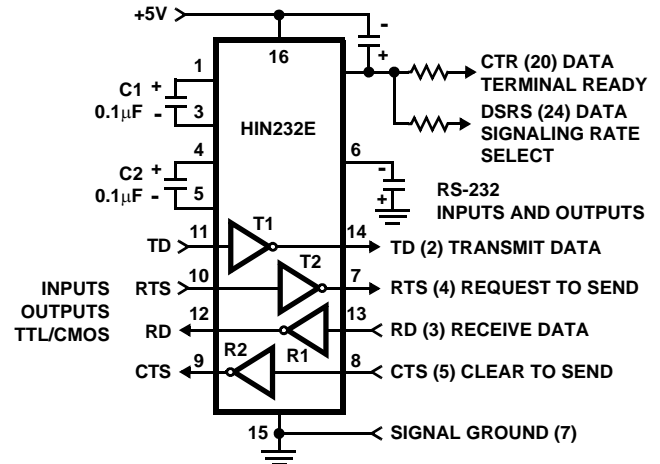 +5V
-
+
16
1
CTR (20) DATA
TERMINAL READY
C1
+
0.1μF
-
3
HIN232E
DSRS (24) DATA
SIGNALING RATE
SELECT
4
6
C2
+
0.1μF
-
5
-
+
RS-232
INPUTS AND OUTPUTS
T1
TD
11
14
TD (2) TRANSMIT DATA
T2
INPUTS
OUTPUTS
TTL/CMOS
RTS
10
7
RTS (4) REQUEST TO SEND
RD
12
13
RD (3) RECEIVE DATA
R1
R2
CTS
9
8
CTS (5) CLEAR TO SEND
15
SIGNAL GROUND (7)